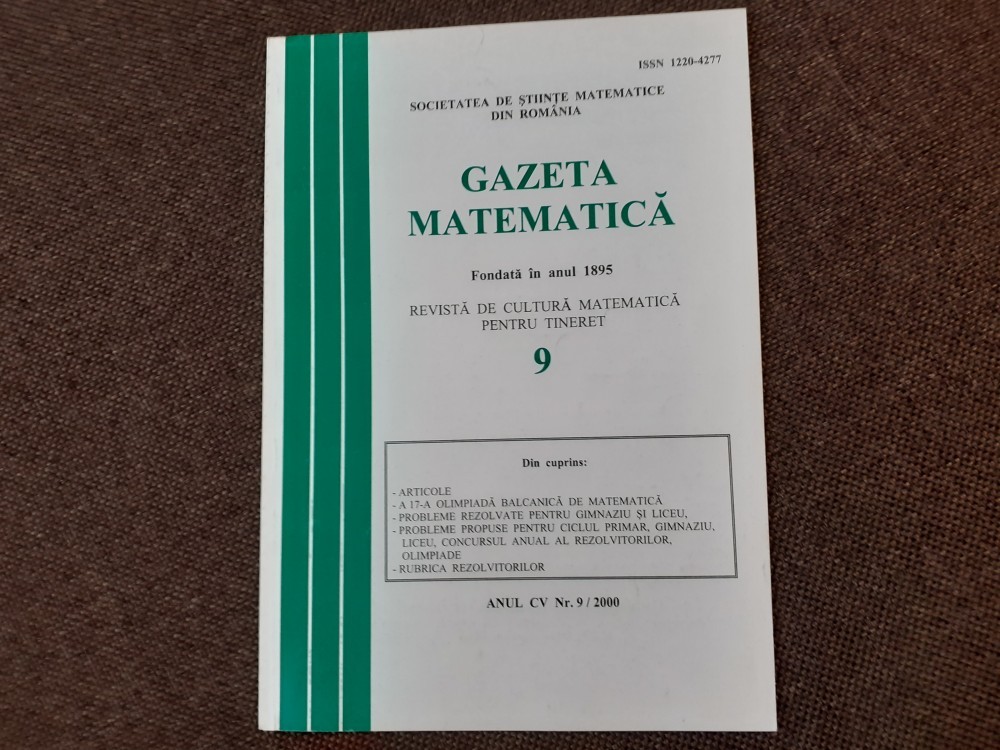 ISSN 1220-4277
SOCIETATEA DE ȘTIINȚE MATEMATICE
DIN ROMÂNIA
GAZETA
MATEMATICĂ
Fondată în anul 1895
REVISTĂ DE CULTURĂ MATEMATICĂ
PENTRU TINERET
9
Din cuprins:
- ARTICOLE
- A 17-A OLIMPIADĂ BALCANICĂ DE MATEMATICĂ
- PROBLEME REZOLVATE PENTRU GIMNAZIU ȘI LICEU,
- PROBLEME PROPUSE PENTRU CICLUL PRIMAR, GIMNAZIU,
LICEU, CONCURSUL ANUAL AL REZOLVITORILOR,
OLIMPIADE
- RUBRICA REZOLVITORILOR
ANUL CV Nr. 9 / 2000